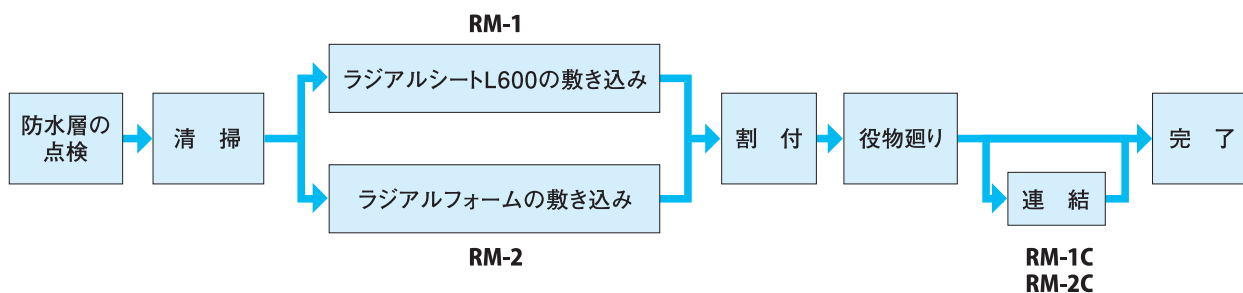 防水層の
点検
清 掃
RM-1
ラジアルシートL600の敷き込み
ラジアルフォームの敷き込み
RM-2
割 付
役物廻り
連 結
RM-1C
RM-2C
完 了